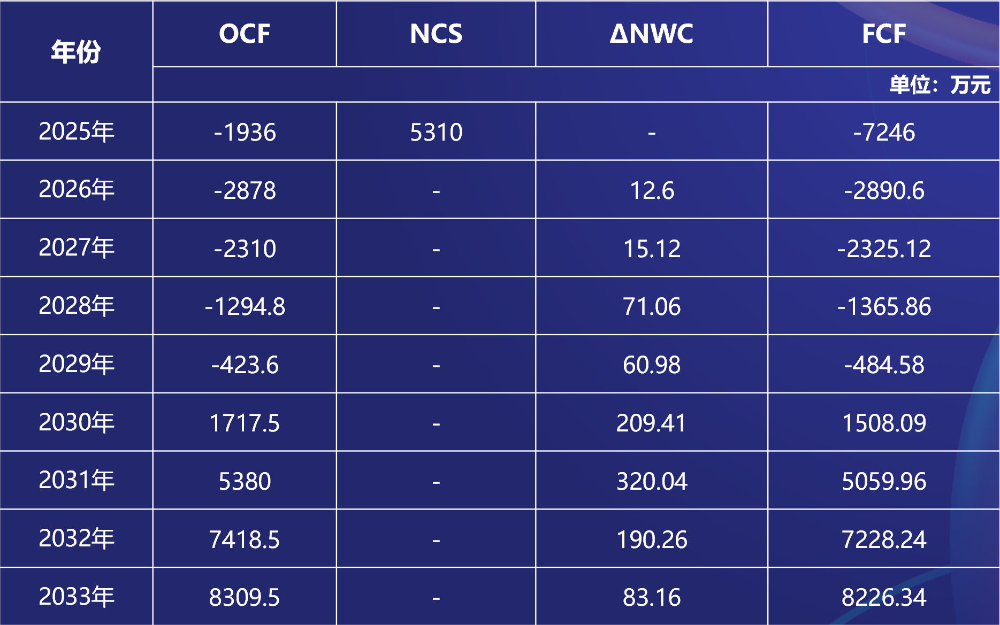 年份 OCF NCS ΔNWC FCF
单位：万元
2025年 -1936 5310 - -7246
2026年 -2878 - 12.6 -2890.6
2027年 -2310 - 15.12 -2325.12
2028年 -1294.8 - 71.06 -1365.86
2029年 -423.6 - 60.98 -484.58
2030年 1717.5 - 209.41 1508.09
2031年 5380 - 320.04 5059.96
2032年 7418.5 - 190.26 7228.24
2033年 8309.5 - 83.16 8226.34